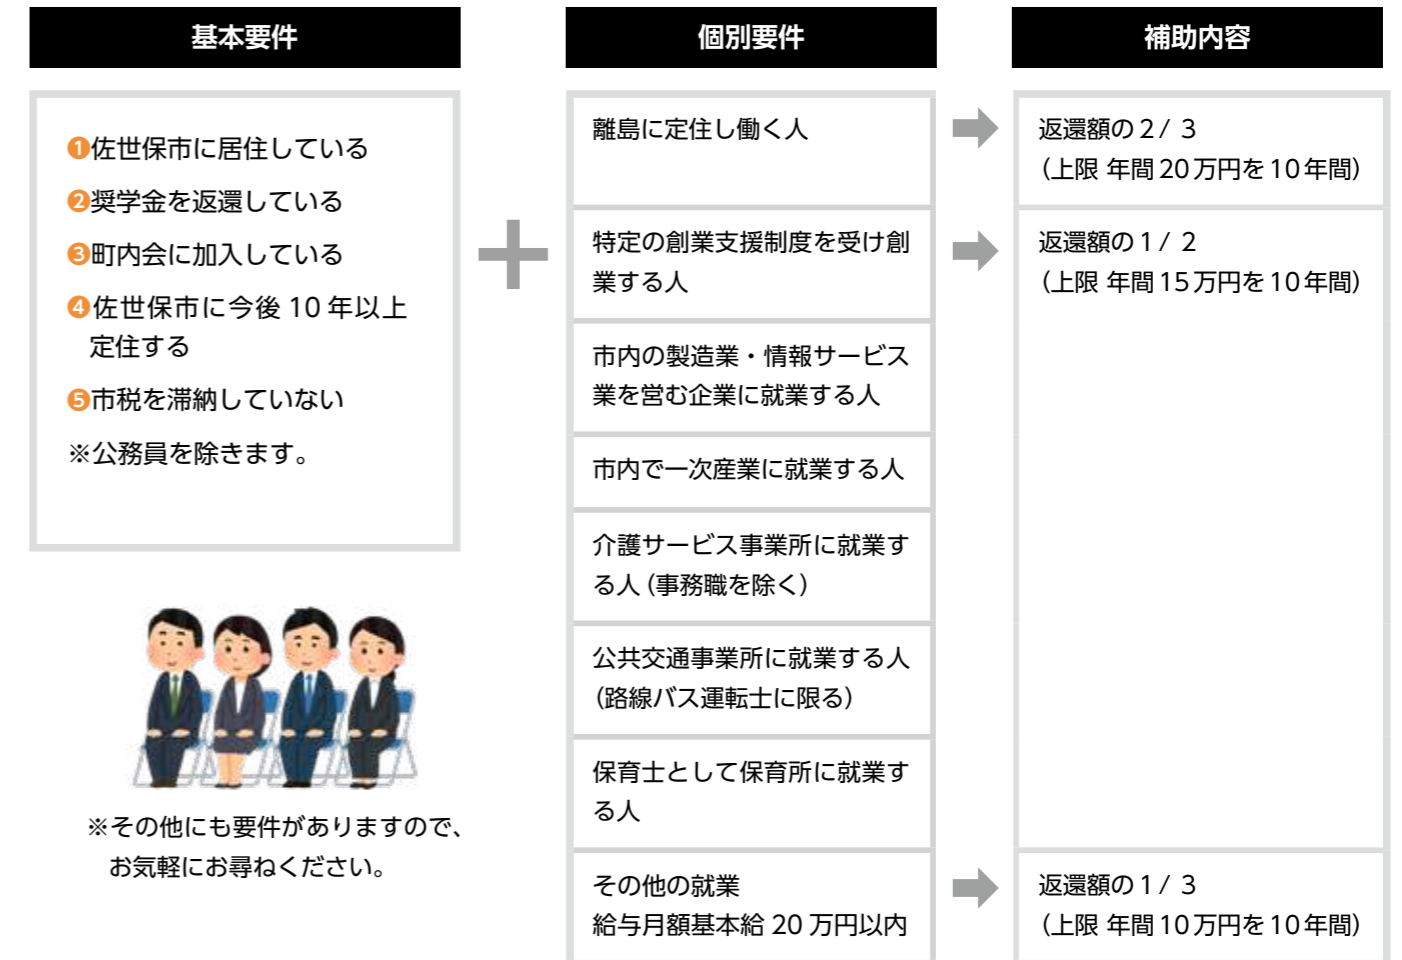 基本要件
❶佐世保市に居住している
❷奨学金を返還している
❸町内会に加入している
❹佐世保市に今後 10 年以上
定住する
❺市税を滞納していない
※公務員を除きます。
※その他にも要件がありますので、
お気軽にお尋ねください。
+
個別要件
離島に定住し働く人
特定の創業支援制度を受け創
業する人
市内の製造業・情報サービス
業を営む企業に就業する人
市内で一次産業に就業する人
介護サービス事業所に就業す
る人(事務職を除く)
公共交通事業所に就業する人
(路線バス運転士に限る)
保育士として保育所に就業す
る人
その他の就業
給与月額基本給 20 万円以内
補助内容
返還額の2/3
(上限 年間20万円を10年間)
返還額の1/2
(上限 年間15万円を10年間)
返還額の1/3
(上限 年間10万円を10年間)